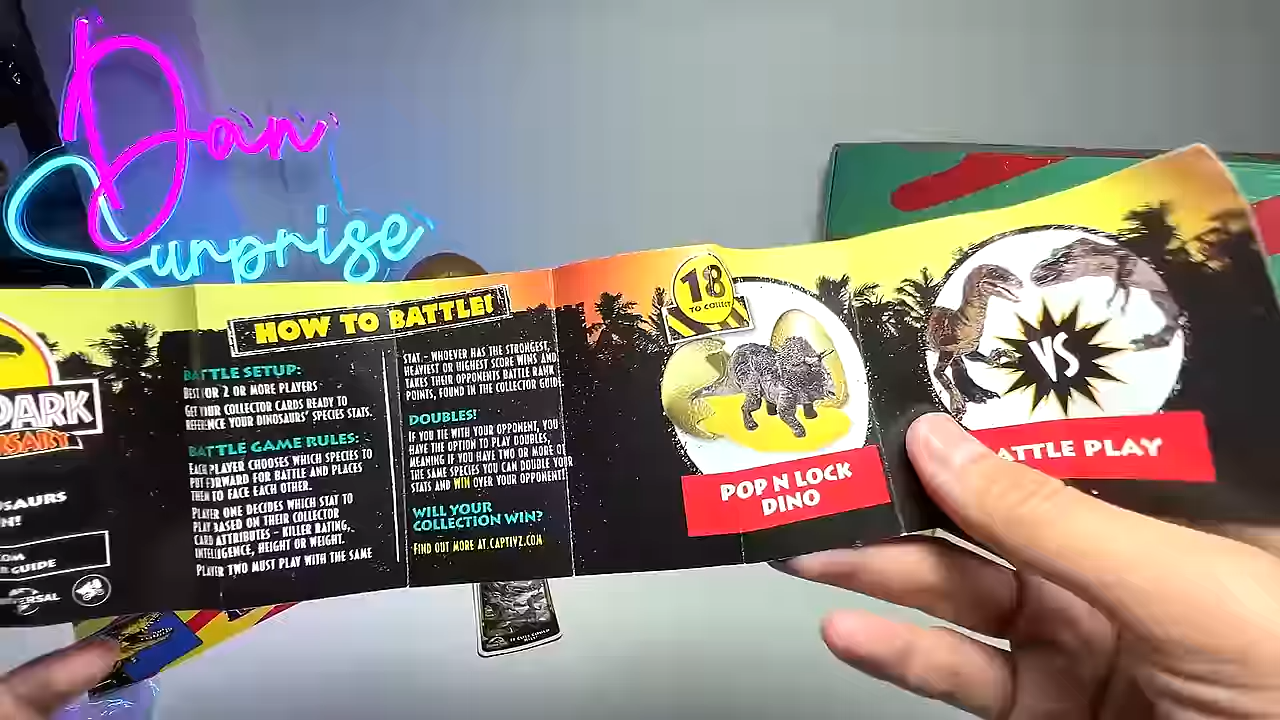 Dan
Surprise
PARK
HOW TO BATTLE!
BATTLE SETUP:
BEST FOR 2 OR MORE PLAYERS
GET YOUR COLLECTOR CARDS READY TO
REFERENCE YOUR DINOSAURS' SPECIES STATS.
BATTLE GAME RULES:
EACH PLAYER CHOOSES WHICH SPECIES TO
PUT FORWARD FOR BATTLE AND PLACES
THEM TO FACE EACH OTHER.
PLAYER ONE DECIDES WHICH STAT TO
PLAY BASED ON THEIR COLLECTOR
CARD ATTRIBUTES - KILLER RATING,
INTELLIGENCE, HEIGHT OR WEIGHT.
PLAYER TWO MUST PLAY WITH THE SAME
STAT - WHOEVER HAS THE STRONGEST,
HEAVIEST OR HIGHEST SCORE WINS AND
TAKES THEIR OPPONENTS BATTLE RANK
POINTS, FOUND IN THE COLLECTOR GUIDE
DOUBLES!
IF YOU TIE WITH YOUR OPPONENT, YOU
HAVE THE OPTION TO PLAY DOUBLES,
MEANING IF YOU HAVE TWO OR MORE OF
THE SAME SPECIES YOU CAN DOUBLE YOUR
STATS AND WIN OVER YOUR OPPONENT!
WILL YOUR
COLLECTION WIN?
FIND OUT MORE AT CAPTIVZ.COM
18
TO COLLECT
POP N LOCK
DINO
VS
ATTLE PLAY
GUIDE